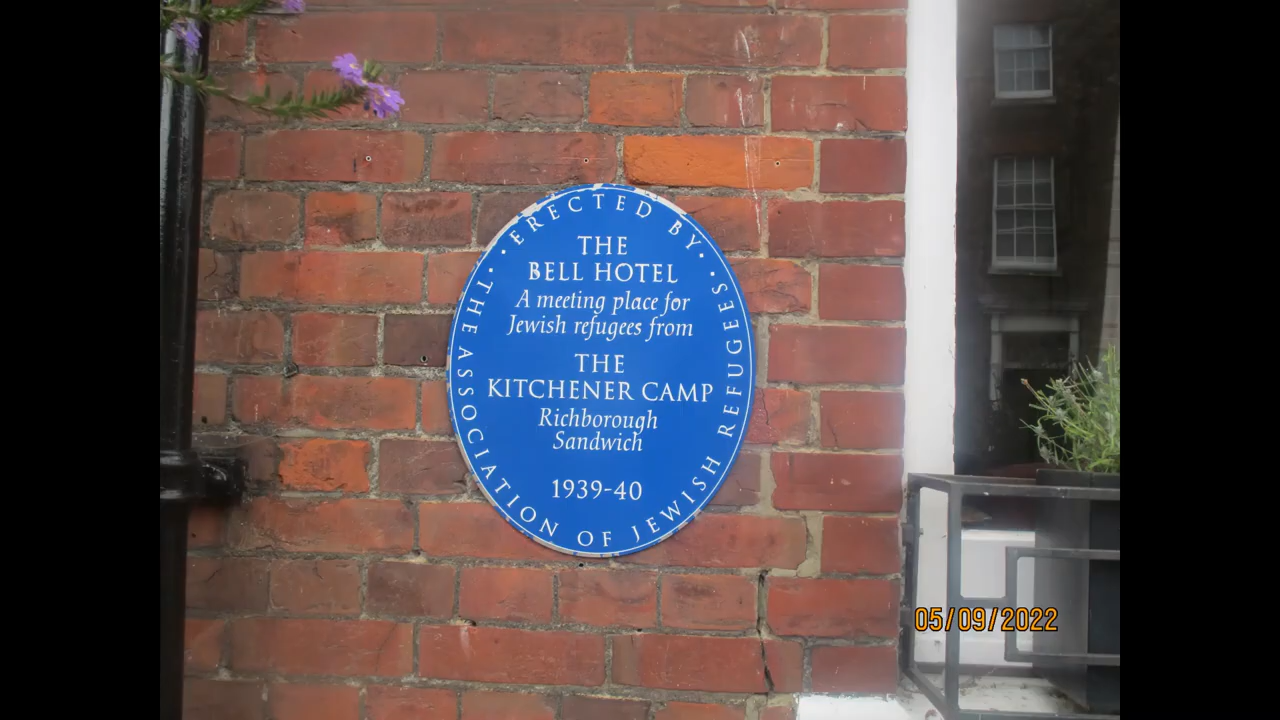 ERECTED BY
THE ASSOCIATION OF JEWISH REFUGEES
THE
BELL HOTEL
A meeting place for
Jewish refugees from
THE
KITCHENER CAMP
Richborough
Sandwich
1939-40
05/09/2022